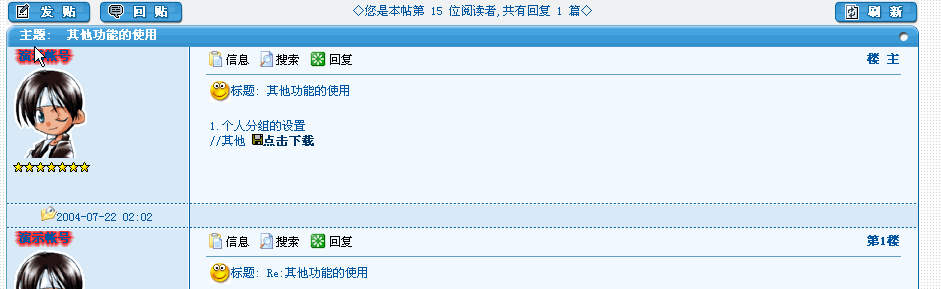 发 贴 回 贴 ◇您是本帖第 15 位阅读者,共有回复 1 篇◇ 刷 新
主题: 其他功能的使用
演示帐号 信息 搜索 回复 楼 主
标题: 其他功能的使用
1.个人分组的设置
//其他 点击下载
2004-07-22 02:02
演示帐号 信息 搜索 回复 第1楼
标题: Re:其他功能的使用